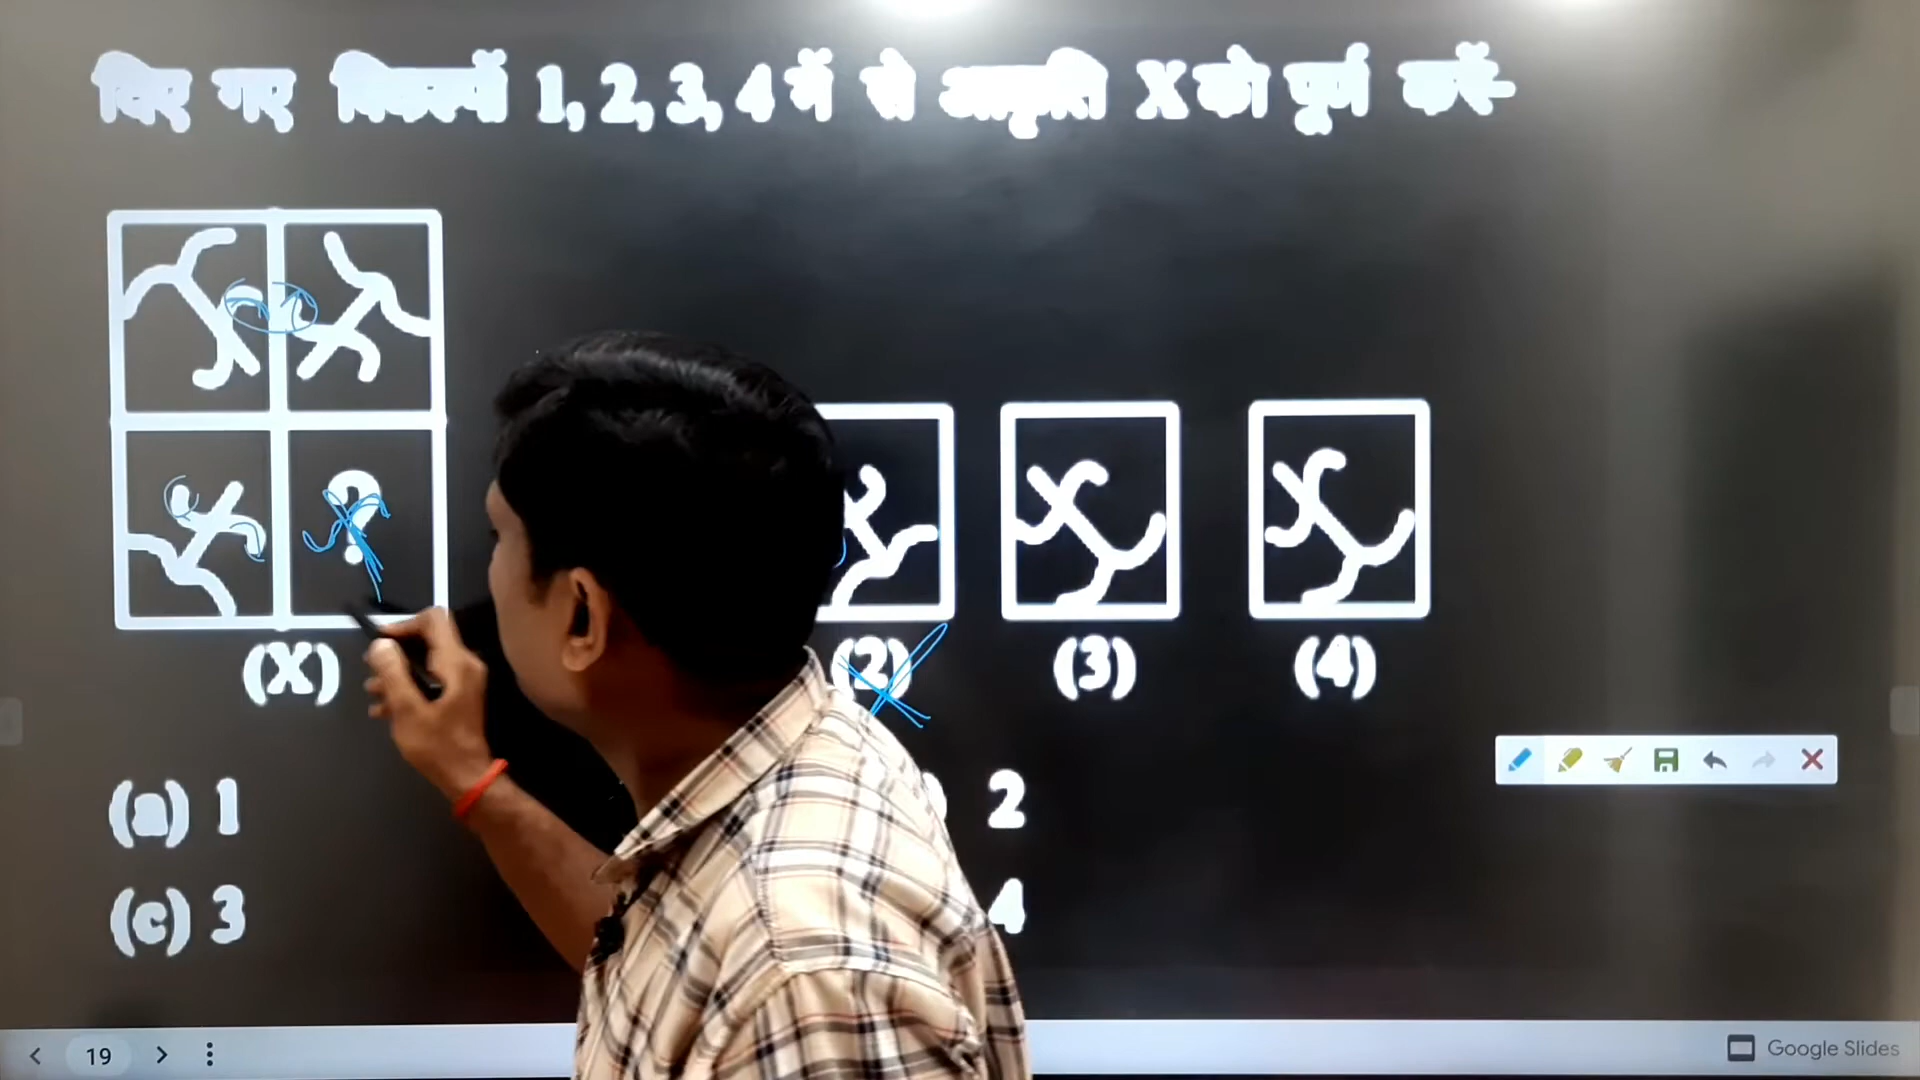 दिए गए विकल्पों 1, 2, 3, 4 में से आकृति X को पूर्ण करें-
?
(X) (2) (3) (4)
(a) 1 2
(c) 3 4
19 Google Slides